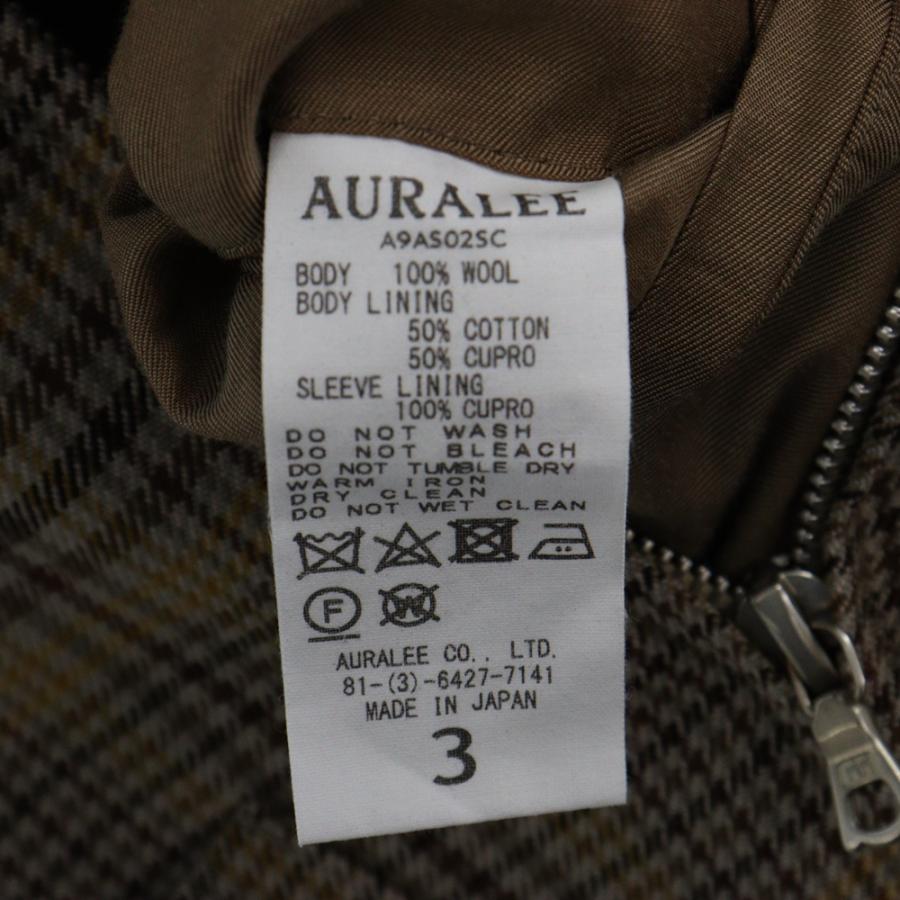 AURALEE
A9AS02SC
BODY 100% WOOL
BODY LINING
50% COTTON
50% CUPRO
SLEEVE LINING
100% CUPRO
DO NOT WASH
DO NOT BLEACH
DO NOT TUMBLE DRY
WARM IRON
DRY CLEAN
DO NOT WET CLEAN
F
W
AURALEE CO., LTD.
81-(3)-6427-7141
MADE IN JAPAN
3